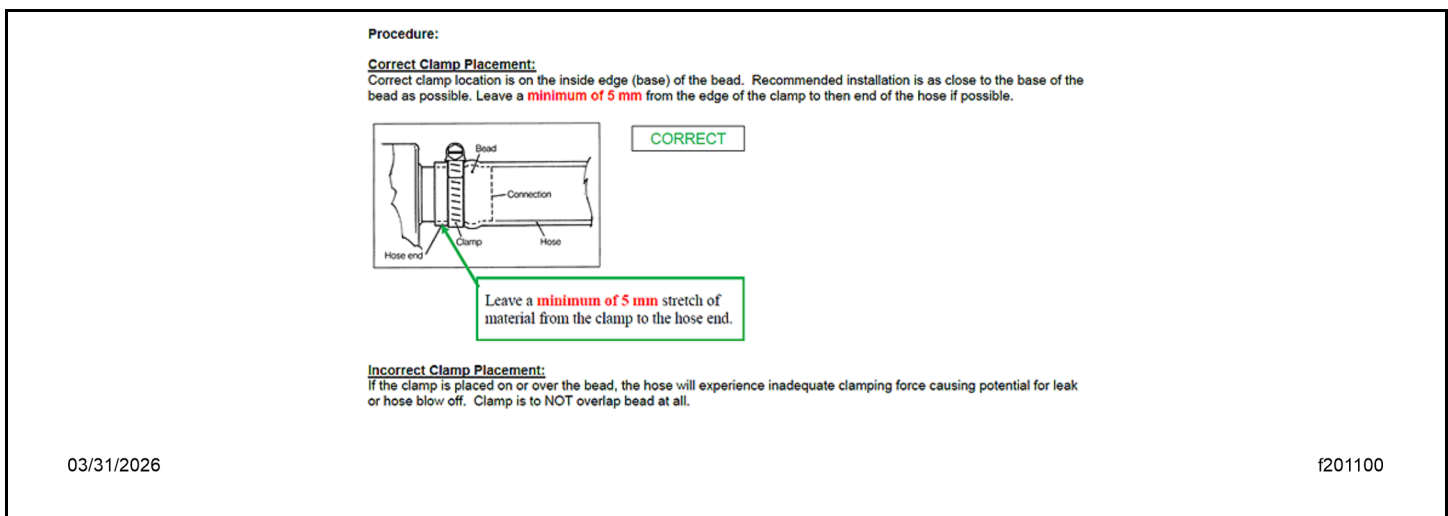 Procedure:
Correct Clamp Placement:
Correct clamp location is on the inside edge (base) of the bead. Recommended installation is as close to the base of the
bead as possible. Leave a minimum of 5 mm from the edge of the clamp to then end of the hose if possible.
CORRECT
Bead
Connection
Clamp
Hose
Hose end
Leave a minimum of 5 mm stretch of
material from the clamp to the hose end.
Incorrect Clamp Placement:
If the clamp is placed on or over the bead, the hose will experience inadequate clamping force causing potential for leak
or hose blow off. Clamp is to NOT overlap bead at all.
03/31/2026
f201100